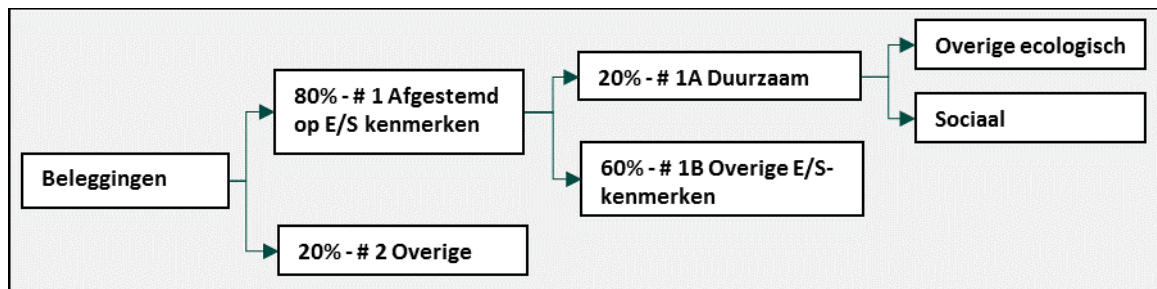 Beleggingen
80% - # 1 Afgestemd
op E/S kenmerken
20% - # 2 Overige
20% - # 1A Duurzaam
60% - # 1B Overige E/S-
kenmerken
Overige ecologisch
Sociaal